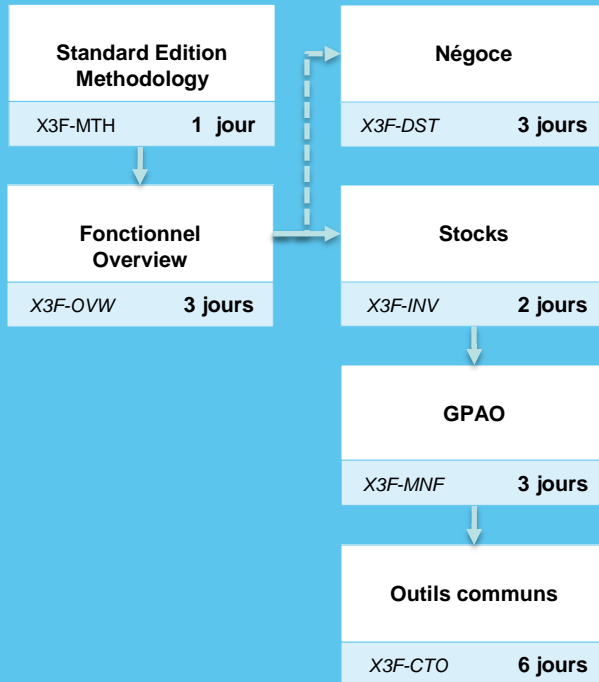 Standard Edition
Methodology
X3F-MTH 1 jour
Fonctionnel
Overview
X3F-OVW 3 jours
Négoce
X3F-DST 3 jours
Stocks
X3F-INV 2 jours
GPAO
X3F-MNF 3 jours
Outils communs
X3F-CTO 6 jours